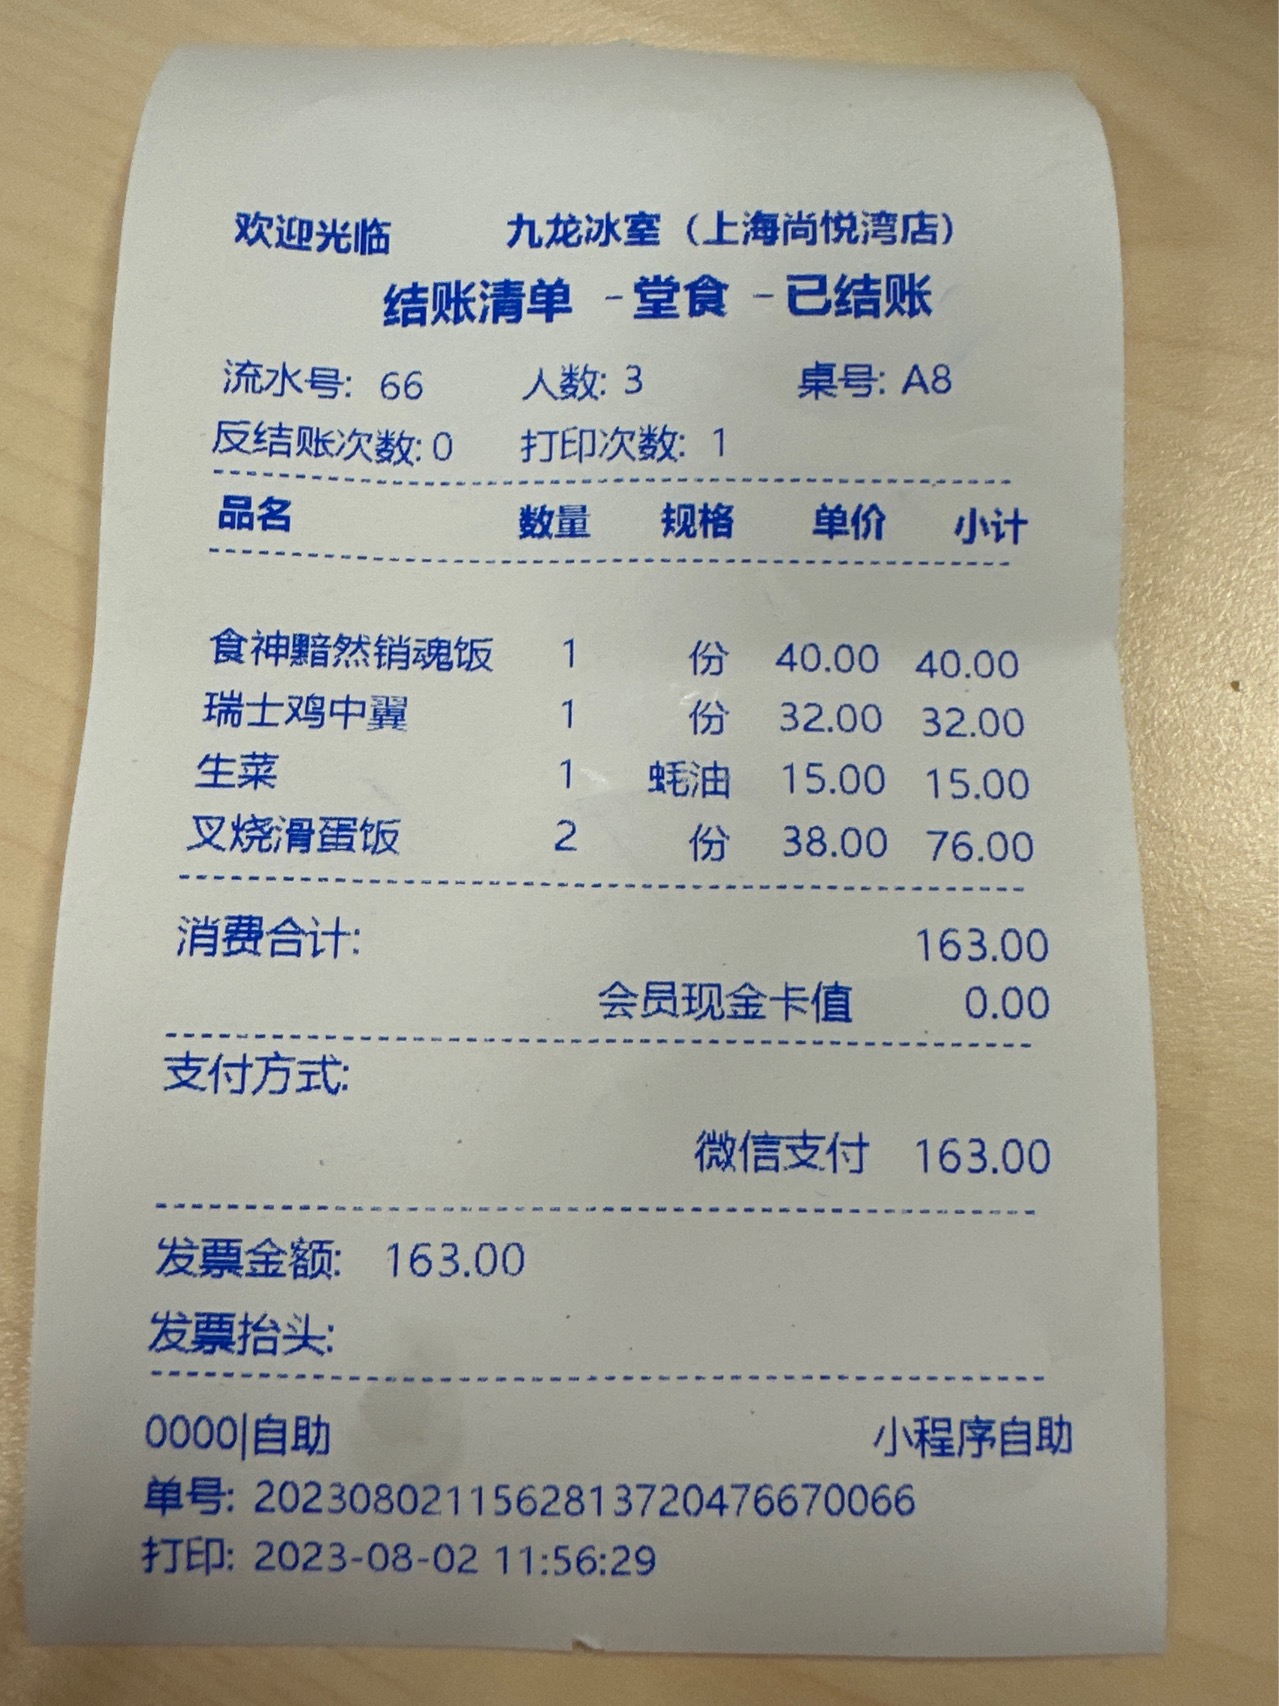 欢迎光临 九龙冰室（上海尚悦湾店）
结账清单 -堂食 -已结账
流水号: 66 人数: 3 桌号: A8
反结账次数:0 打印次数: 1
品名 数量 规格 单价 小计
食神黯然销魂饭 1 份 40.00 40.00
瑞士鸡中翼 1 份 32.00 32.00
生菜 1 蚝油 15.00 15.00
叉烧滑蛋饭 2 份 38.00 76.00
消费合计: 163.00
会员现金卡值 0.00
支付方式:
微信支付 163.00
发票金额: 163.00
发票抬头:
0000|自助 小程序自助
单号: 20230802115628137204766​70066
打印: 2023-08-02 11:56:29